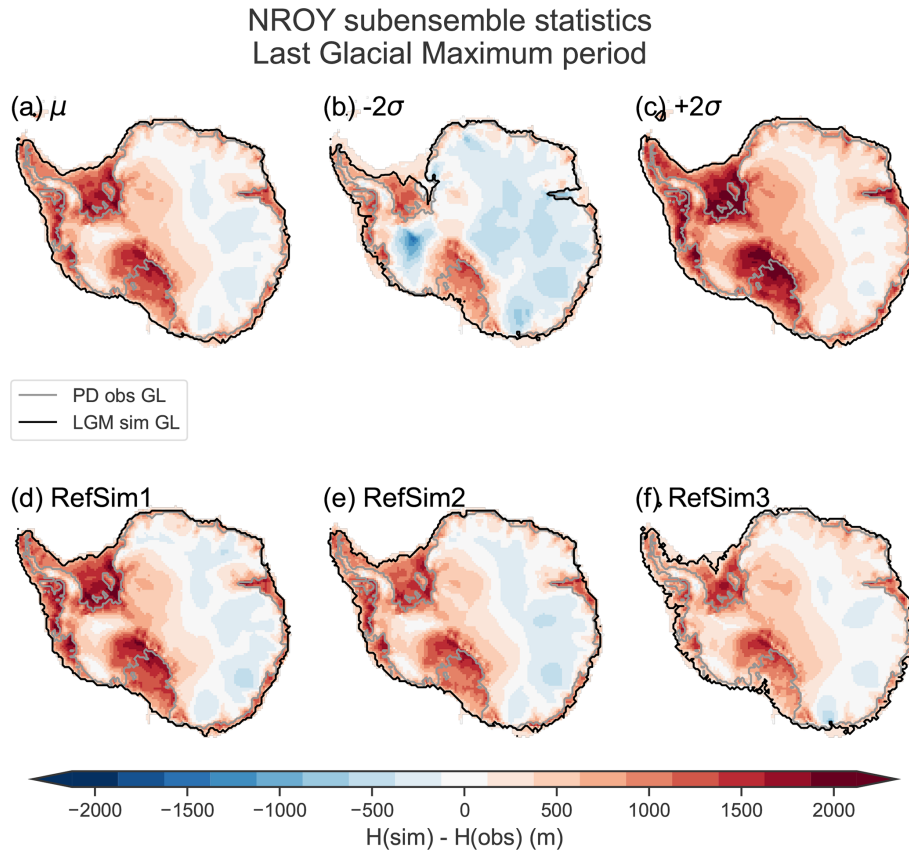 NROY subensemble statistics
Last Glacial Maximum period
(a) μ
(b) -2σ
(c) +2σ
PD obs GL
LGM sim GL
(d) RefSim1
(e) RefSim2
(f) RefSim3
−2000 −1500 −1000 −500 0 500 1000 1500 2000
H(sim) - H(obs) (m)